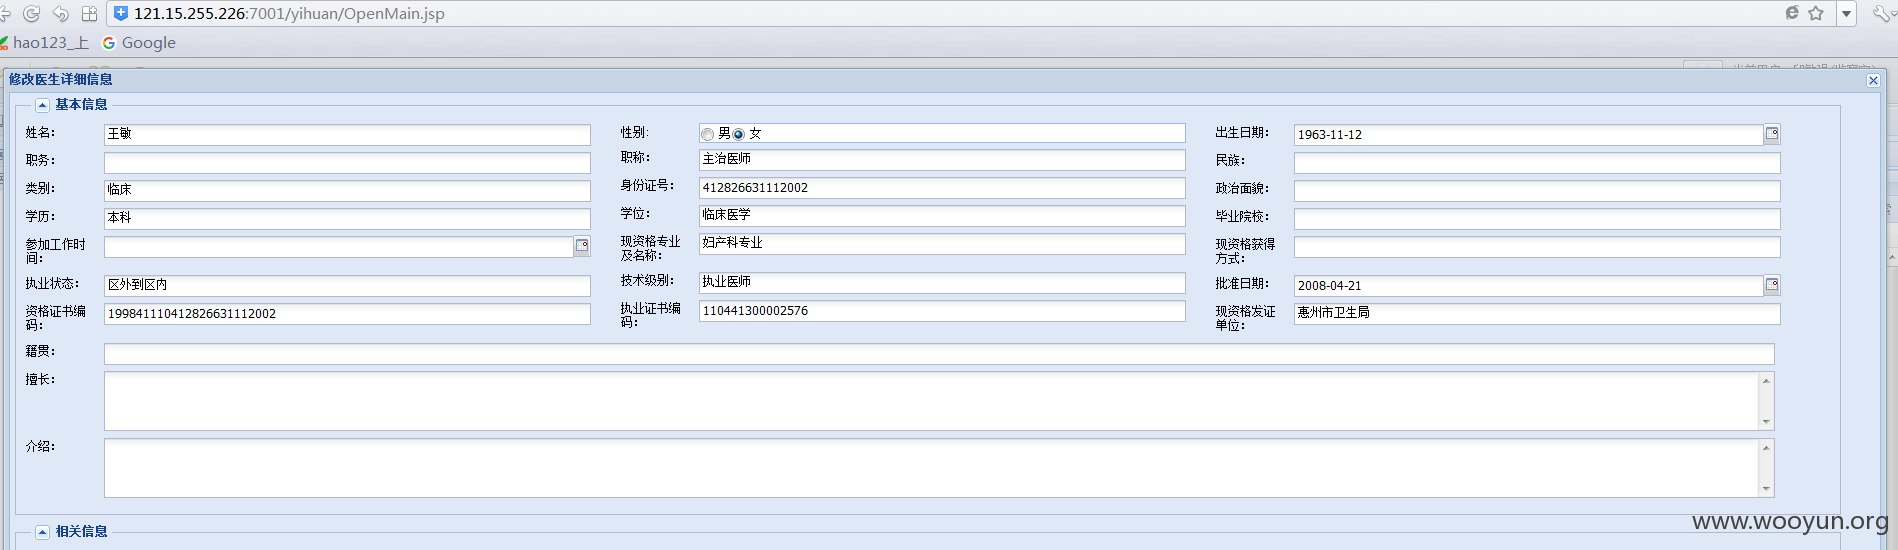 121.15.255.226:7001/yihuan/OpenMain.jsp
hao123_上 Google
修改医生详细信息
基本信息
姓名： 王敏 性别： 男 女 出生日期： 1963-11-12
职务： 职称： 主治医师 民族：
类别： 临床 身份证号： 412826631112002 政治面貌：
学历： 本科 学位： 临床医学 毕业院校：
参加工作时间： 现资格专业及名称： 妇产科专业 现资格获得方式：
执业状态： 区外到区内 技术级别： 执业医师 批准日期： 2008-04-21
资格证书编码： 199841110412826631112002 执业证书编码： 110441300002576 现资格发证单位： 惠州市卫生局
籍贯：
擅长：
介绍：
相关信息
www.wooyun.org